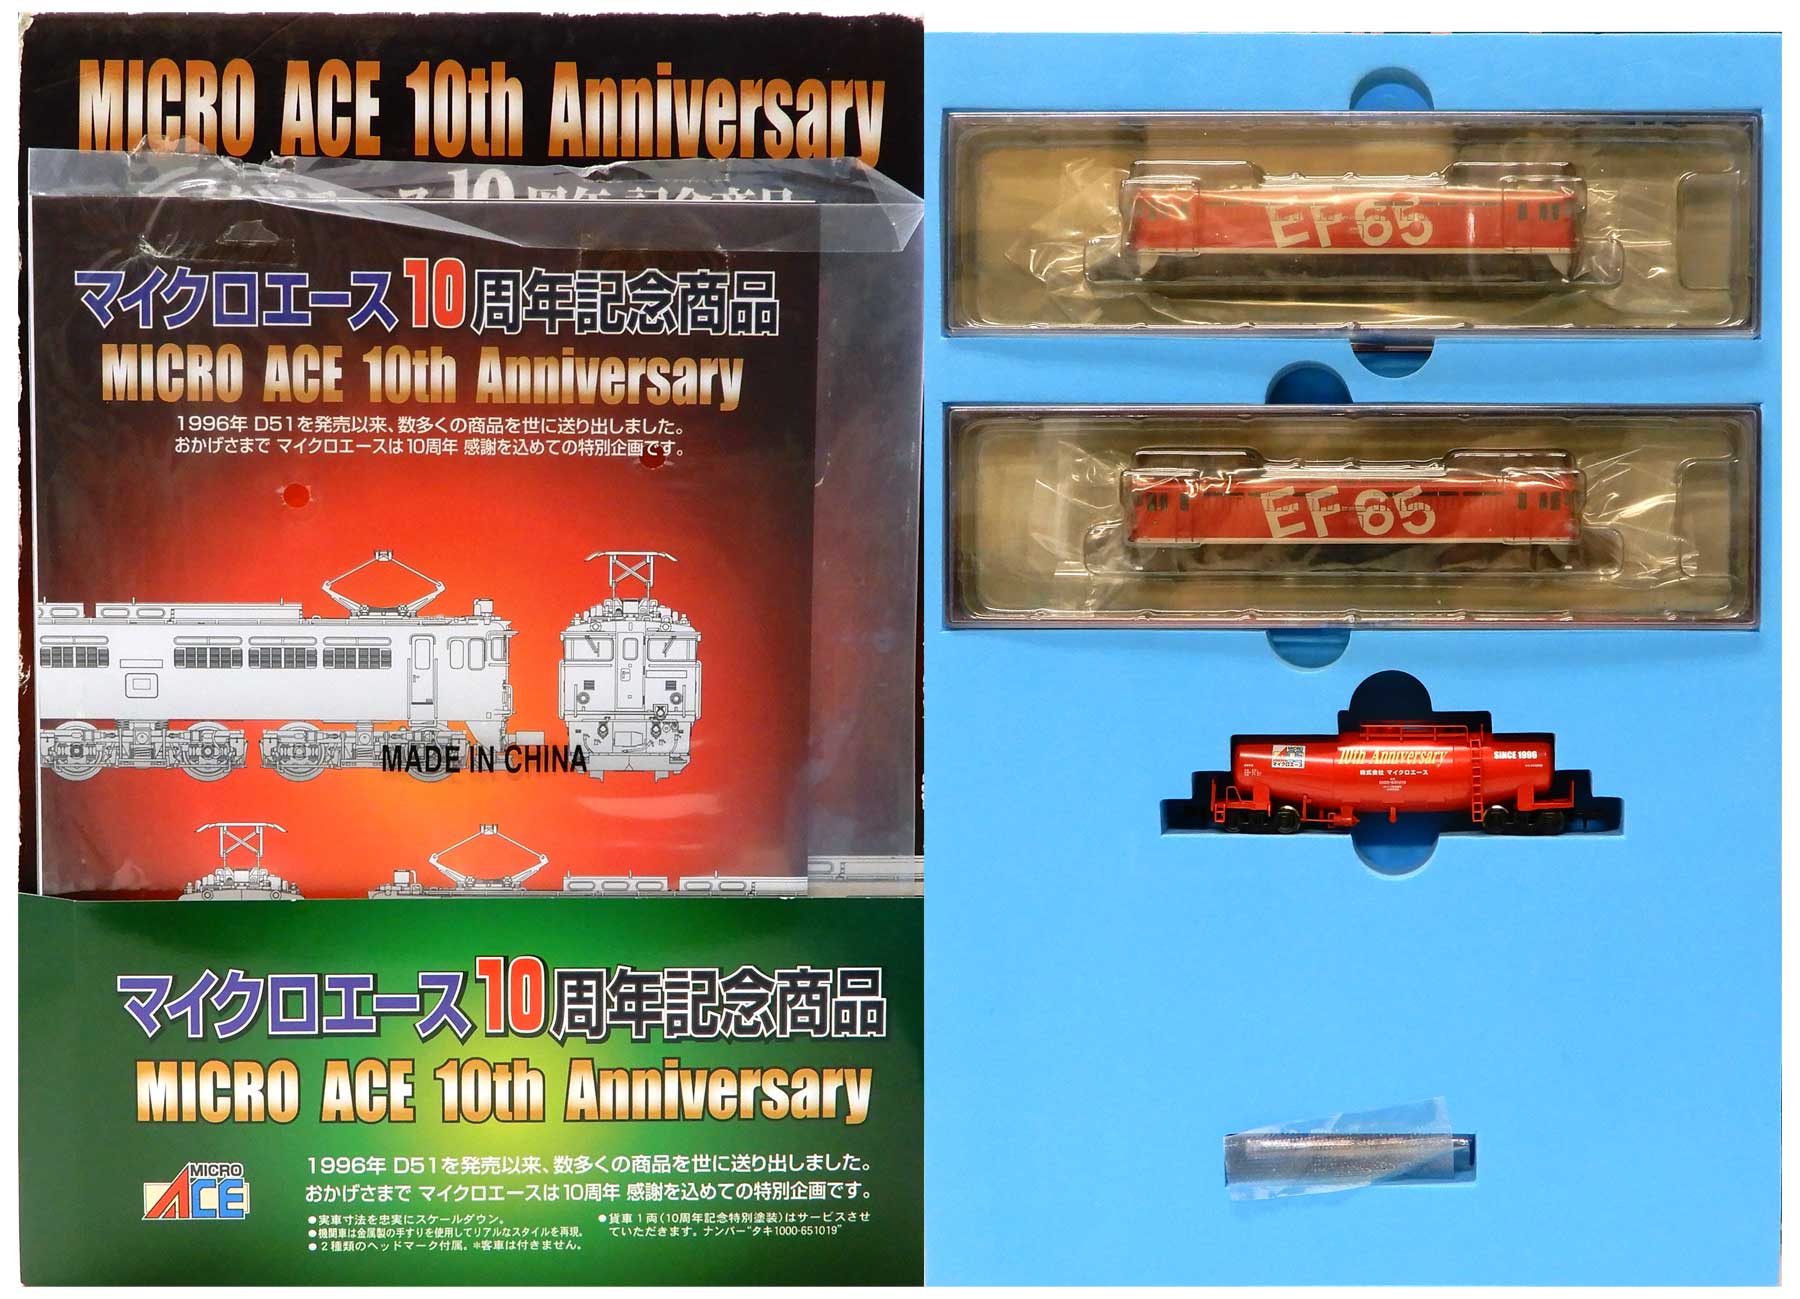 MICRO ACE 10th Anniversary
マイクロエース10周年記念商品
MICRO ACE 10th Anniversary
1996年 D51を発売以来、数多くの商品を世に送り出しました。
おかげさまで マイクロエースは10周年 感謝を込めての特別企画です。
MADE IN CHINA
マイクロエース10周年記念商品
MICRO ACE 10th Anniversary
MICRO ACE
1996年 D51を発売以来、数多くの商品を世に送り出しました。
おかげさまで マイクロエースは10周年 感謝を込めての特別企画です。
●実車寸法を忠実にスケールダウン。
●機関車は金属製の手すりを使用してリアルなスタイルを再現。
●2種類のヘッドマーク付属。*客車は付きません。
●貨車1両(10周年記念特別塗装)はサービスさせ
ていただきます。ナンバー"タキ1000-651019"
EF65
EF65
MICRO ACE
マイクロエース
10th Anniversary
SINCE 1996
株式会社 マイクロエース